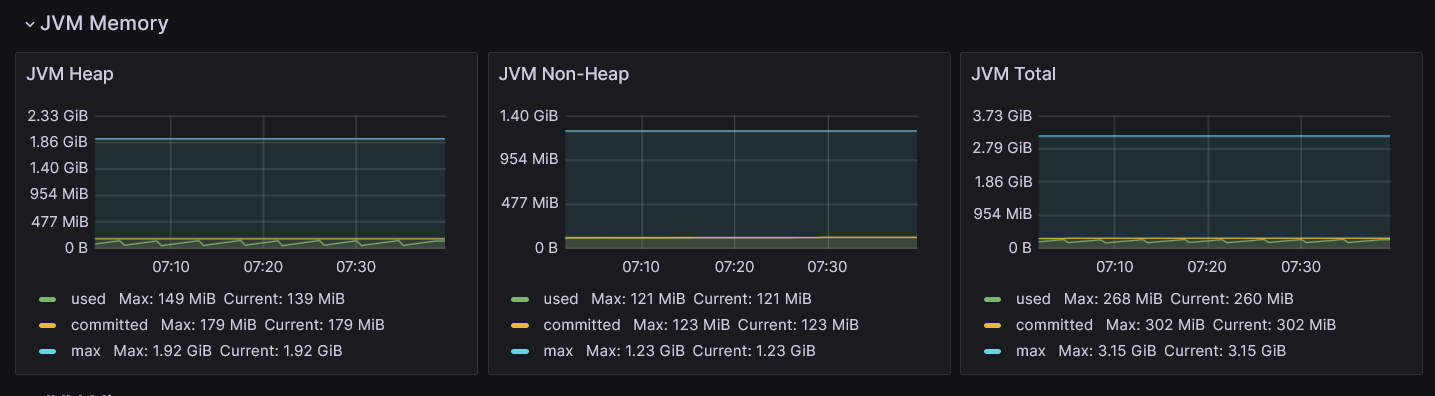 JVM Memory
JVM Heap
2.33 GiB
1.86 GiB
1.40 GiB
954 MiB
477 MiB
0 B
07:10 07:20 07:30
used Max: 149 MiB Current: 139 MiB
committed Max: 179 MiB Current: 179 MiB
max Max: 1.92 GiB Current: 1.92 GiB
JVM Non-Heap
1.40 GiB
954 MiB
477 MiB
0 B
07:10 07:20 07:30
used Max: 121 MiB Current: 121 MiB
committed Max: 123 MiB Current: 123 MiB
max Max: 1.23 GiB Current: 1.23 GiB
JVM Total
3.73 GiB
2.79 GiB
1.86 GiB
954 MiB
0 B
07:10 07:20 07:30
used Max: 268 MiB Current: 260 MiB
committed Max: 302 MiB Current: 302 MiB
max Max: 3.15 GiB Current: 3.15 GiB